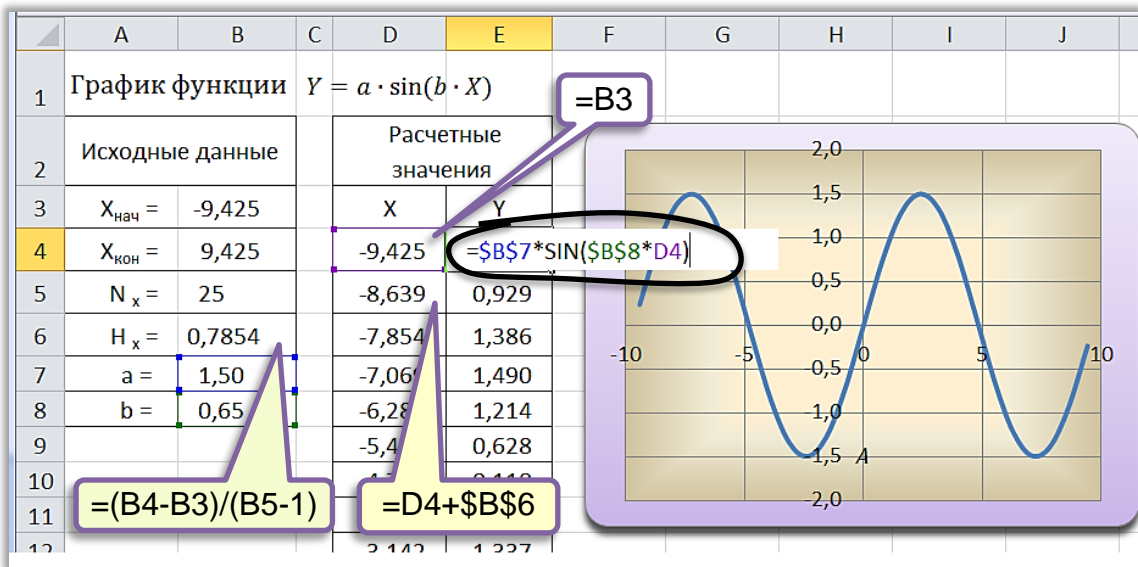 A B C D E F G H I J
1 График функции Y = a · sin(b · X)
=B3
2 Исходные данные Расчетные значения
3 Xнач = -9,425 X Y
4 Xкон = 9,425 -9,425 =$B$7*SIN($B$8*D4)
5 N x = 25 -8,639 0,929
6 H x = 0,7854 -7,854 1,386
7 a = 1,50 1,490
8 b = 0,65 1,214
9 0,628
10
11
12 1,337
=(B4-B3)/(B5-1)
=D4+$B$6
2,0
1,5
1,0
0,5
0,0
-10 -5 0 5 10
-0,5
-1,0
-1,5 A
-2,0